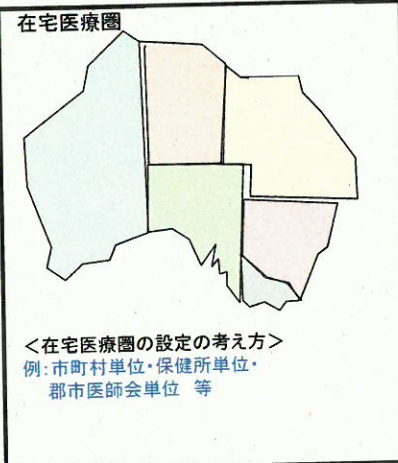 在宅医療圏
＜在宅医療圏の設定の考え方＞
例:市町村単位・保健所単位・
郡市医師会単位 等